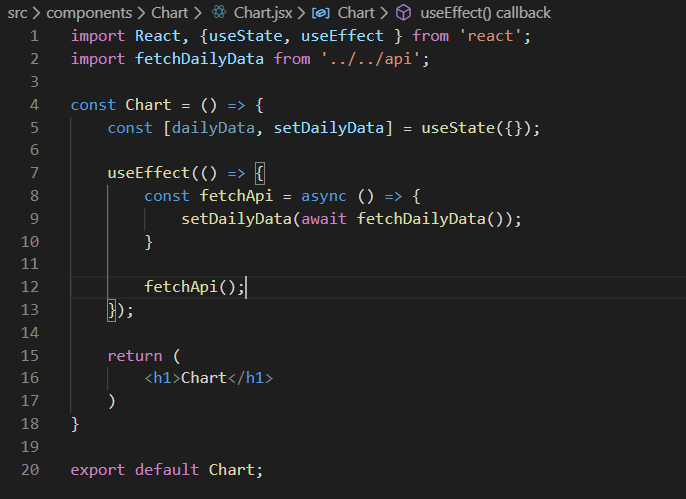 src > components > Chart > Chart.jsx > Chart > useEffect() callback
1 import React, {useState, useEffect } from 'react';
2 import fetchDailyData from '../../api';
3
4 const Chart = () => {
5 const [dailyData, setDailyData] = useState({});
6
7 useEffect(() => {
8 const fetchApi = async () => {
9 setDailyData(await fetchDailyData());
10 }
11
12 fetchApi();
13 });
14
15 return (
16 <h1>Chart</h1>
17 )
18 }
19
20 export default Chart;